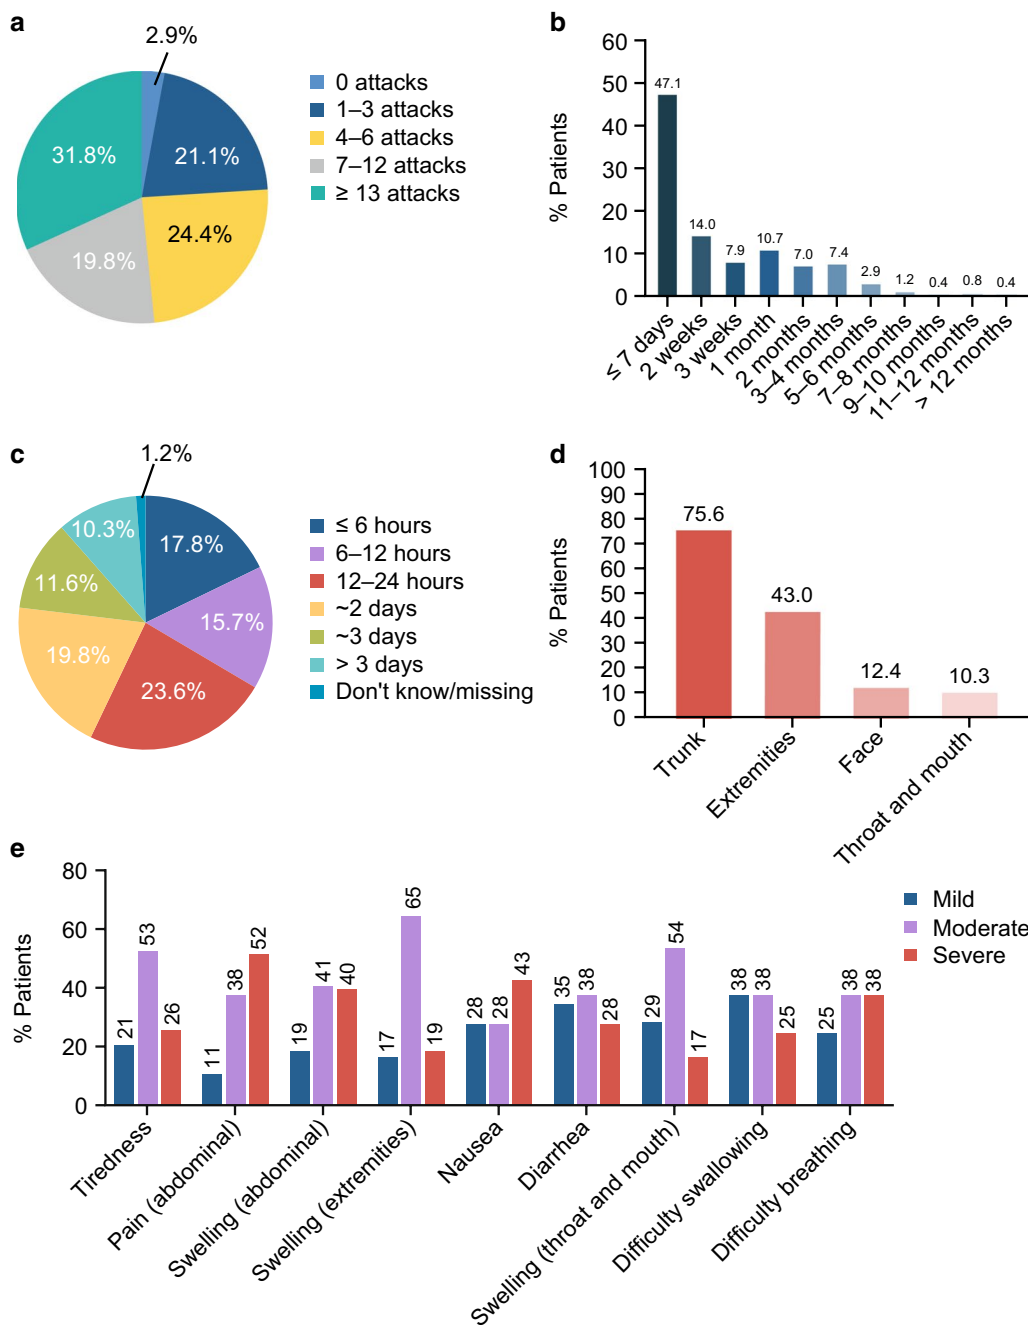 a
2.9%
31.8%
21.1%
24.4%
19.8%
0 attacks
1–3 attacks
4–6 attacks
7–12 attacks
≥ 13 attacks
b
% Patients
60
50
40
30
20
10
0
47.1
14.0
7.9
10.7
7.0
7.4
2.9
1.2
0.4
0.8
0.4
≤ 7 days
2 weeks
3 weeks
1 month
2 months
3–4 months
5–6 months
7–8 months
9–10 months
11–12 months
> 12 months
c
1.2%
10.3%
17.8%
11.6%
15.7%
19.8%
23.6%
≤ 6 hours
6–12 hours
12–24 hours
~2 days
~3 days
> 3 days
Don't know/missing
d
% Patients
100
90
80
70
60
50
40
30
20
10
0
75.6
43.0
12.4
10.3
Trunk
Extremities
Face
Throat and mouth
e
% Patients
80
60
40
20
0
21
53
26
11
38
52
19
41
40
17
65
19
28
28
43
35
38
28
29
54
17
38
38
25
25
38
38
Tiredness
Pain (abdominal)
Swelling (abdominal)
Swelling (extremities)
Nausea
Diarrhea
Swelling (throat and mouth)
Difficulty swallowing
Difficulty breathing
Mild
Moderate
Severe